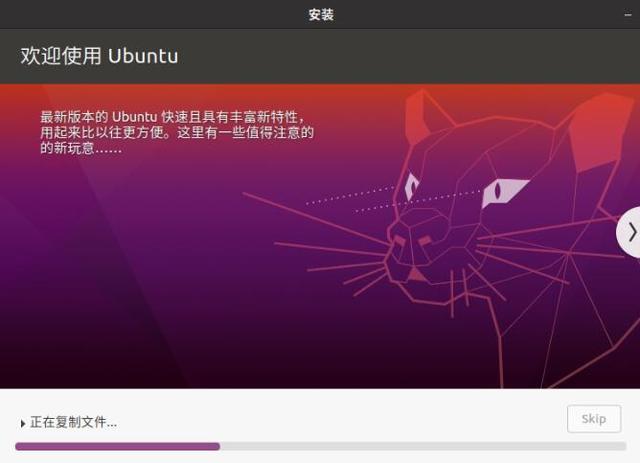 安装
欢迎使用 Ubuntu
最新版本的 Ubuntu 快速且具有丰富新特性，
用起来比以往更方便。这里有一些值得注意的
的新玩意……
正在复制文件...
Skip